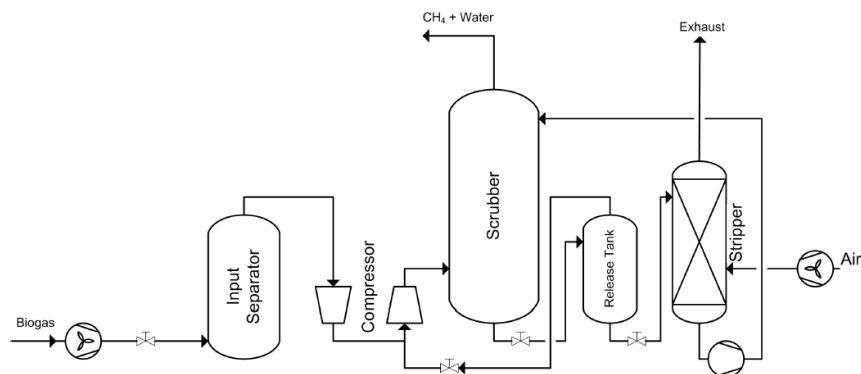 CH₄ + Water
Exhaust
Scrubber
Release Tank
Stripper
Air
Input
Separator
Compressor
Biogas